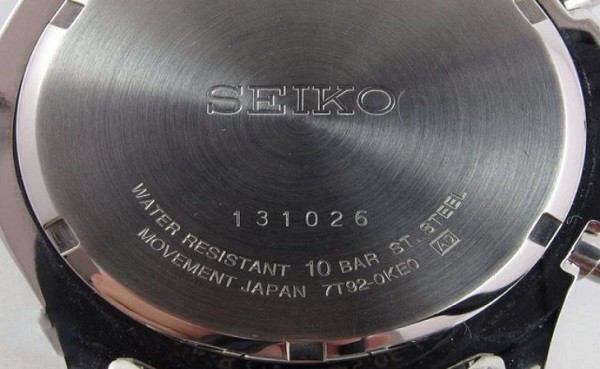 SEIKO
131026
WATER RESISTANT 10 BAR ST. STEEL
MOVEMENT JAPAN 7T92-0KE0